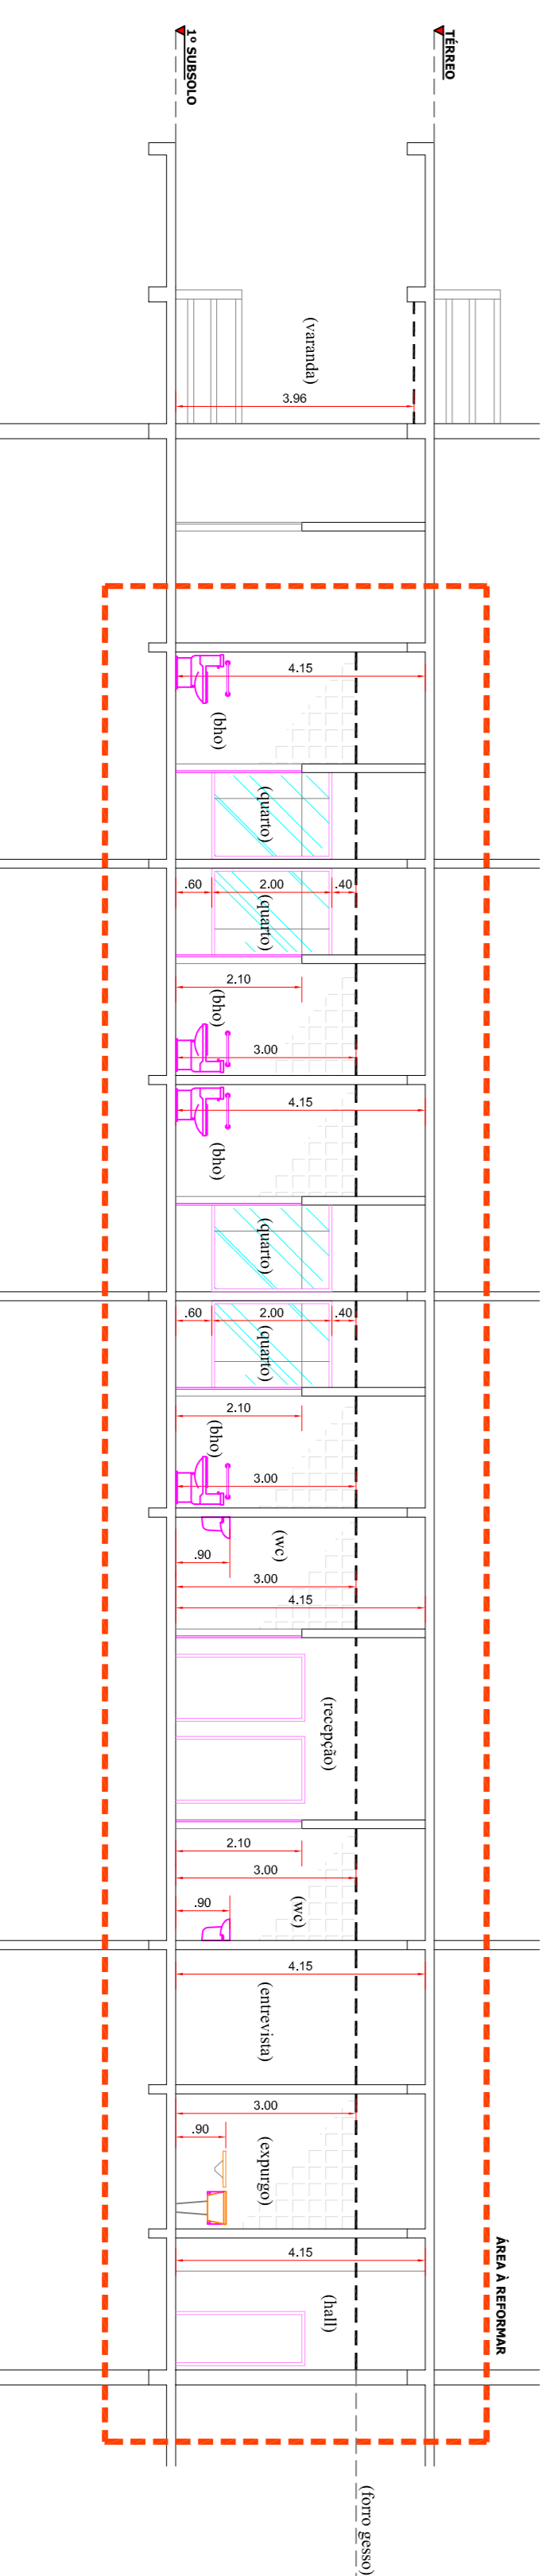 TÉRREO
1º SUBSOLO
(varanda)
3.96
4.15
(bho)
(quarto)
.60
2.00
.40
(quarto)
2.10
(bho)
3.00
4.15
(bho)
(quarto)
.60
2.00
.40
(quarto)
2.10
(bho)
3.00
(wc)
.90
3.00
4.15
(recepção)
2.10
3.00
.90
(wc)
4.15
(entrevista)
3.00
.90
(expurgo)
ÁREA À REFORMAR
4.15
(hall)
(forro gesso)